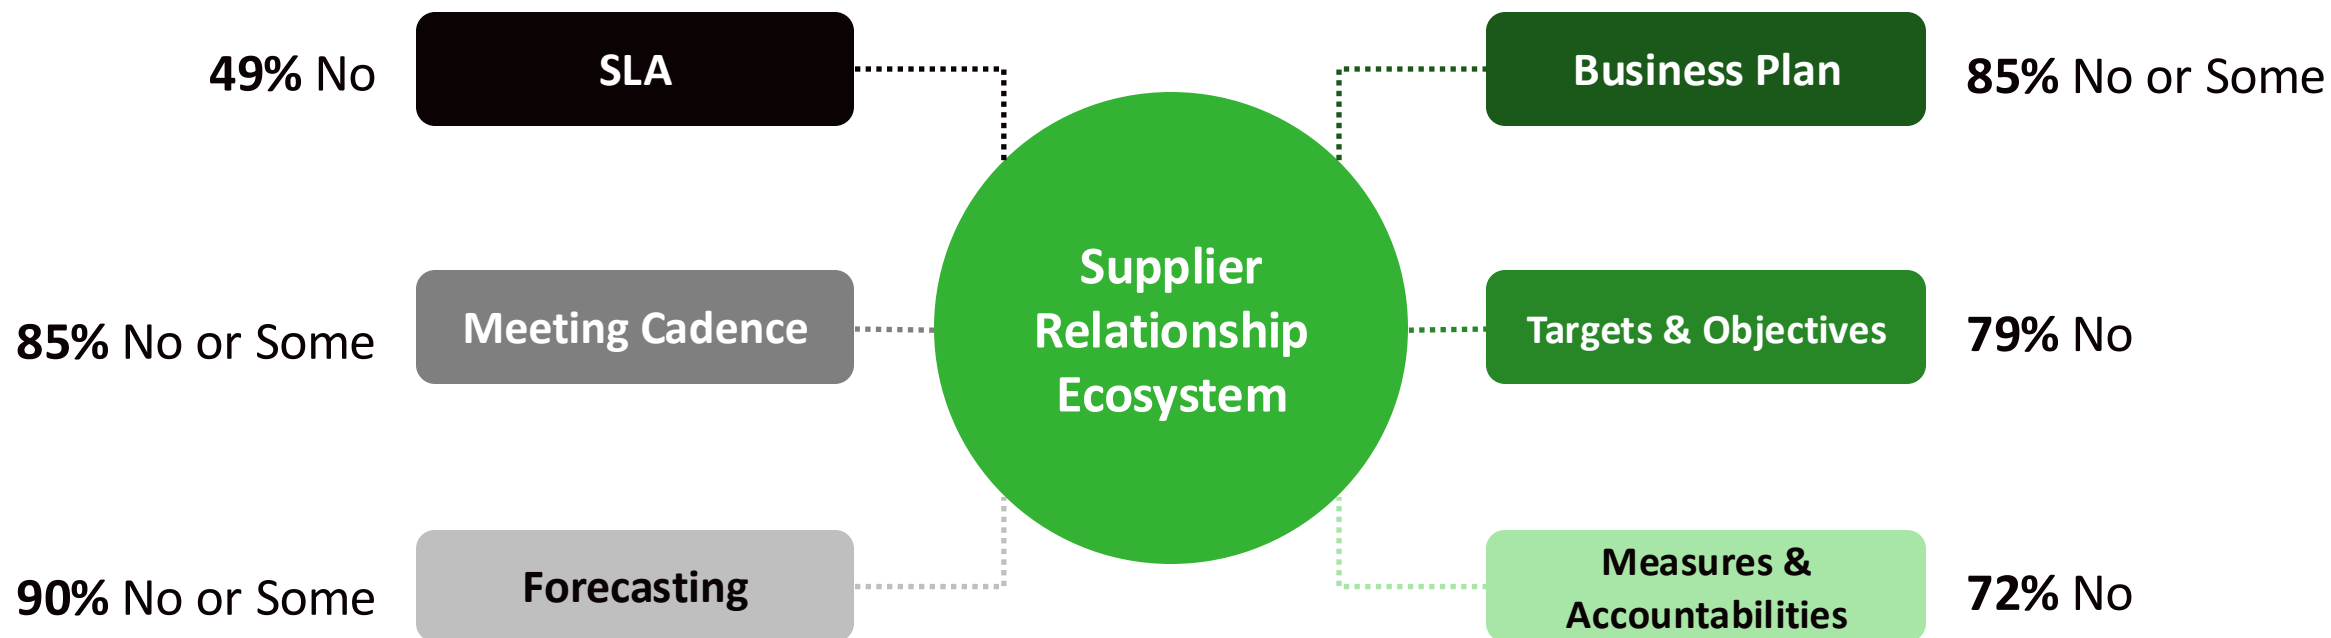 49% No
SLA
Business Plan
85% No or Some
Supplier
Relationship
Ecosystem
85% No or Some
Meeting Cadence
Targets & Objectives
79% No
90% No or Some
Forecasting
Measures &
Accountabilities
72% No